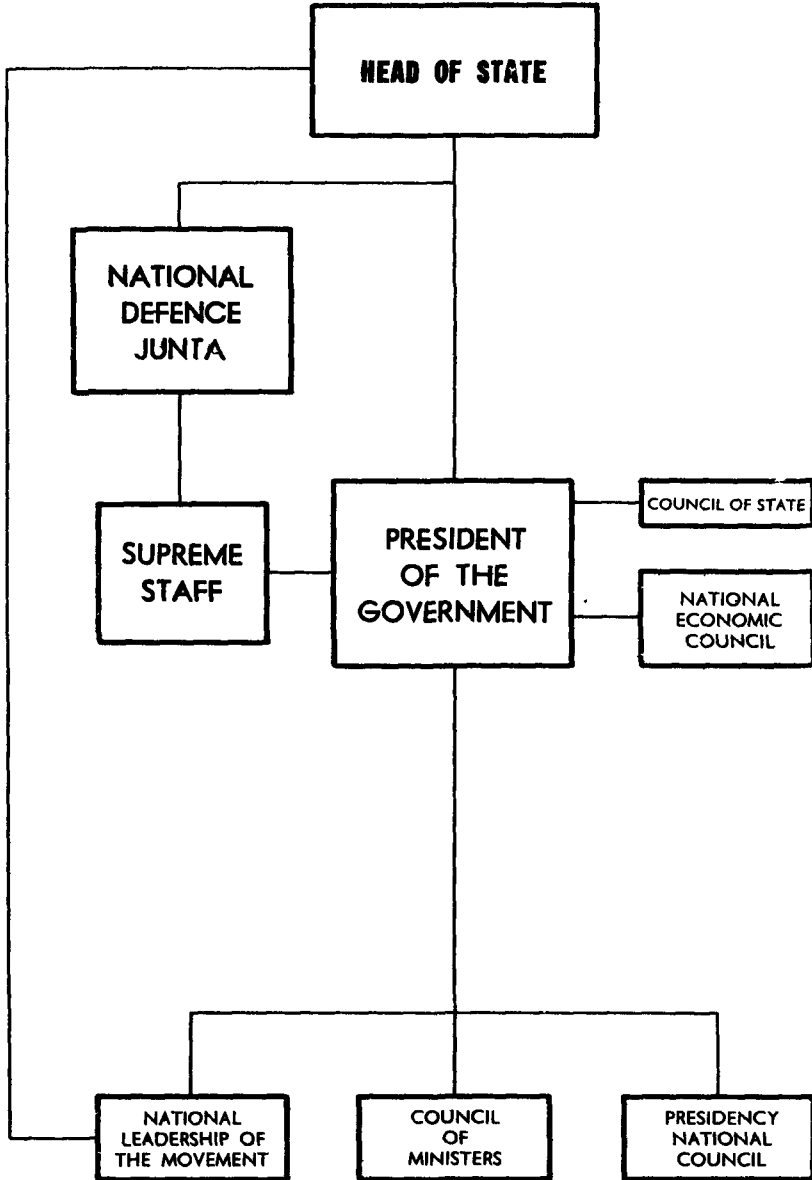 HEAD OF STATE
NATIONAL
DEFENCE
JUNTA
SUPREME
STAFF
PRESIDENT
OF THE
GOVERNMENT
COUNCIL OF STATE
NATIONAL
ECONOMIC
COUNCIL
NATIONAL
LEADERSHIP OF
THE MOVEMENT
COUNCIL
OF
MINISTERS
PRESIDENCY
NATIONAL
COUNCIL